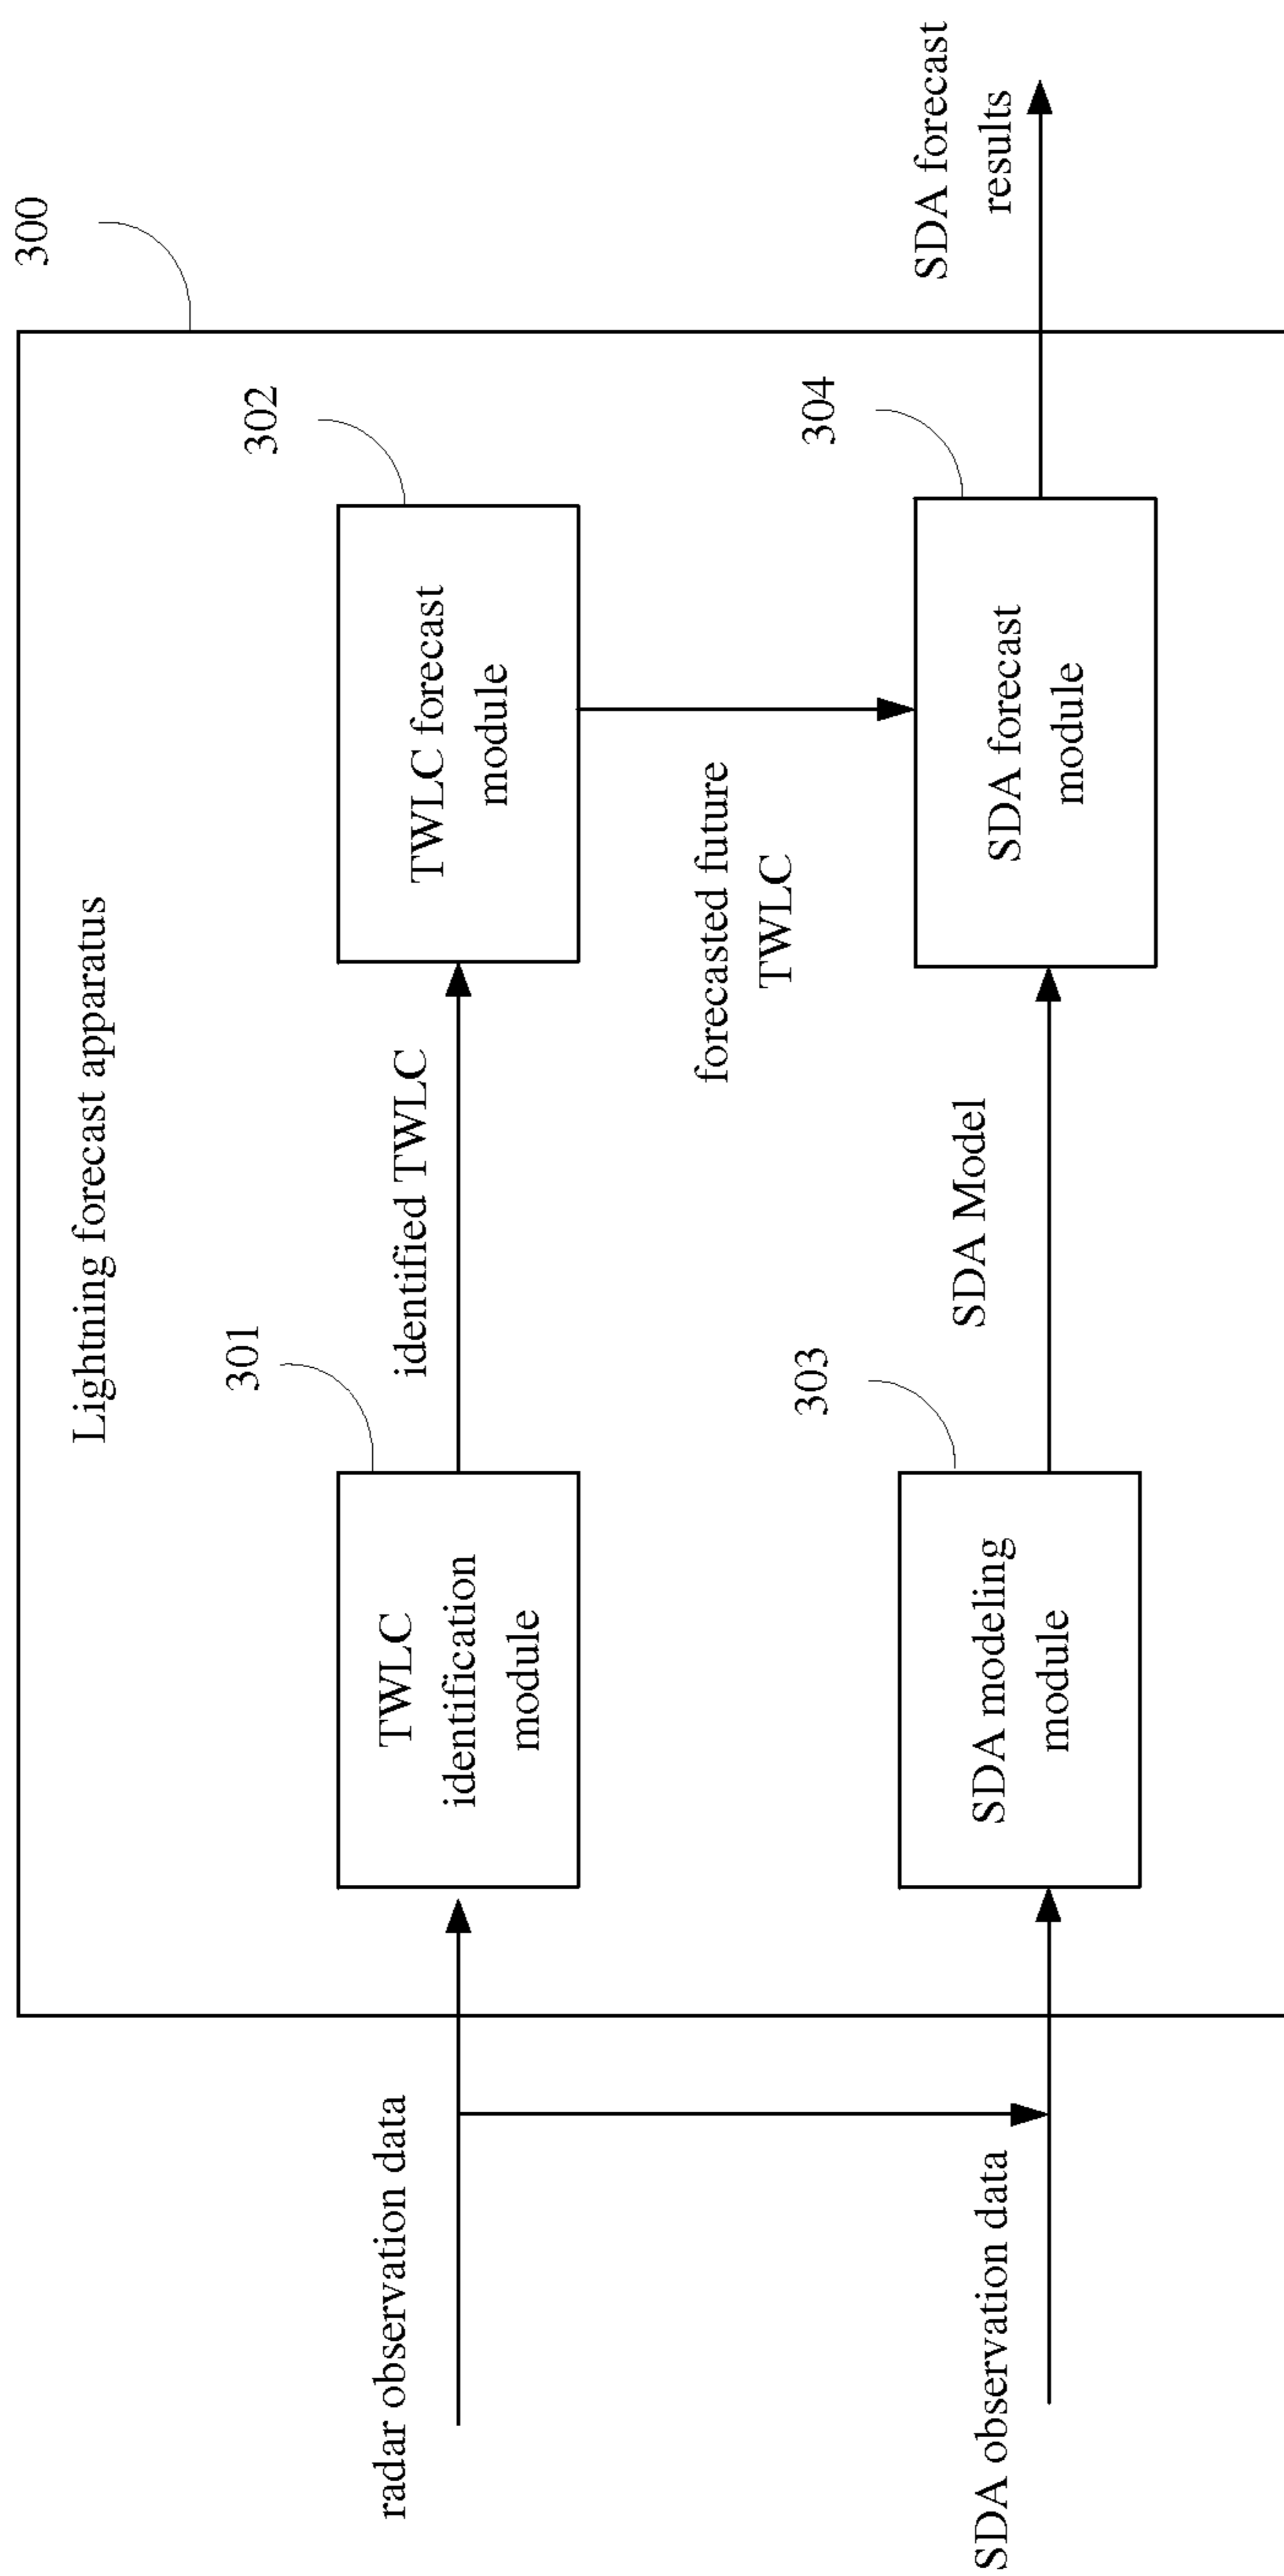 300
Lightning forecast apparatus
301
302
radar observation data
TWLC
identification
module
identified TWLC
TWLC forecast
module
forecasted future
TWLC
303
304
SDA observation data
SDA modeling
module
SDA Model
SDA forecast
module
SDA forecast
results